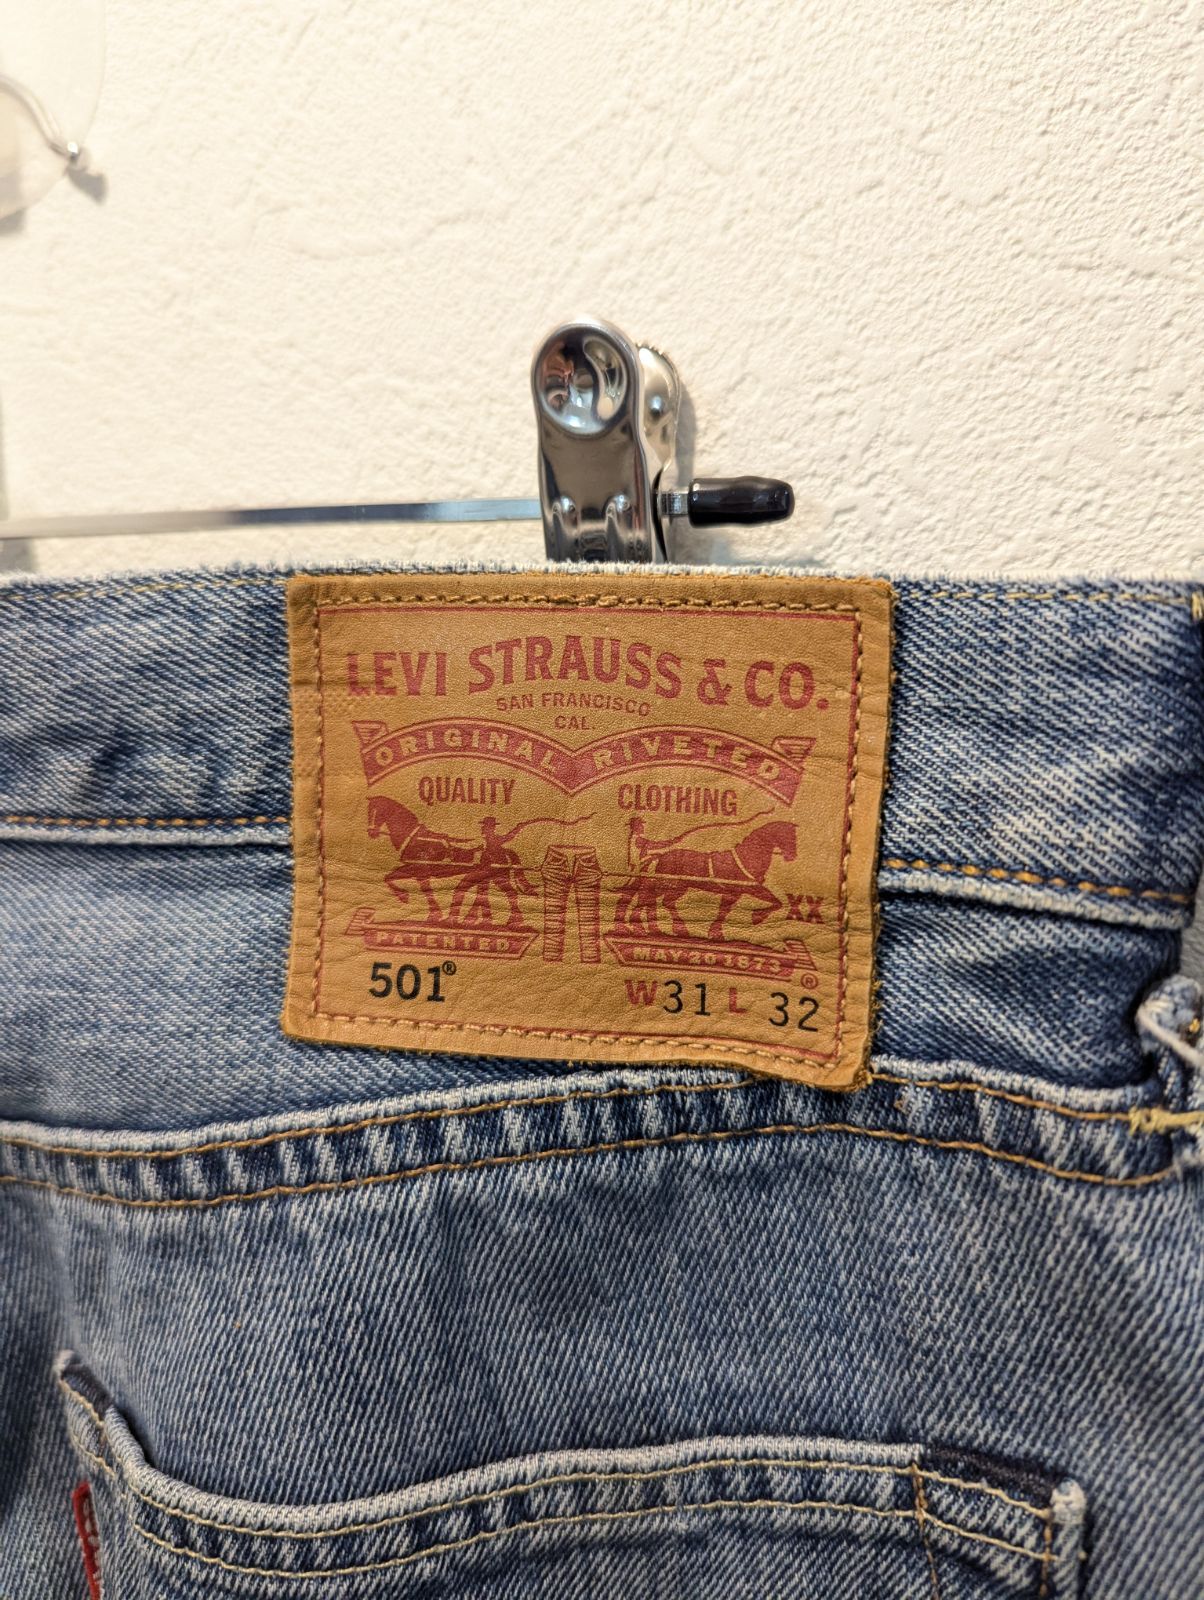 LEVI STRAUSS & CO.
SAN FRANCISCO
CAL.
ORIGINAL RIVETED
QUALITY CLOTHING
XX
PATENTED MAY 20 1873
®
501® W31 L 32